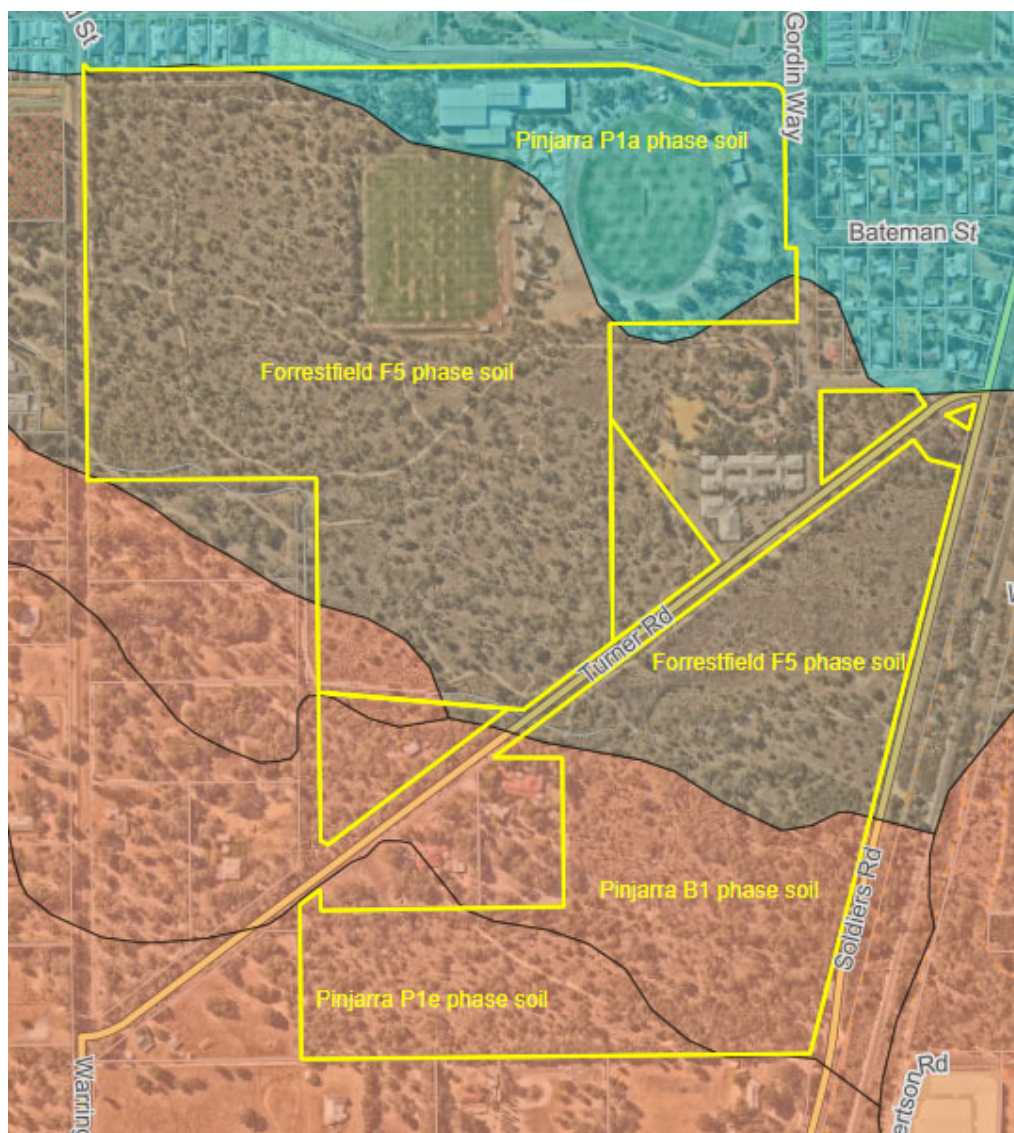 St
Gordin Way
Pinjarra P1a phase soil
Bateman St
Forrestfield F5 phase soil
Turner Rd
Forrestfield F5 phase soil
Pinjarra B1 phase soil
Soldiers Rd
Pinjarra P1e phase soil
Warring
ertson Rd